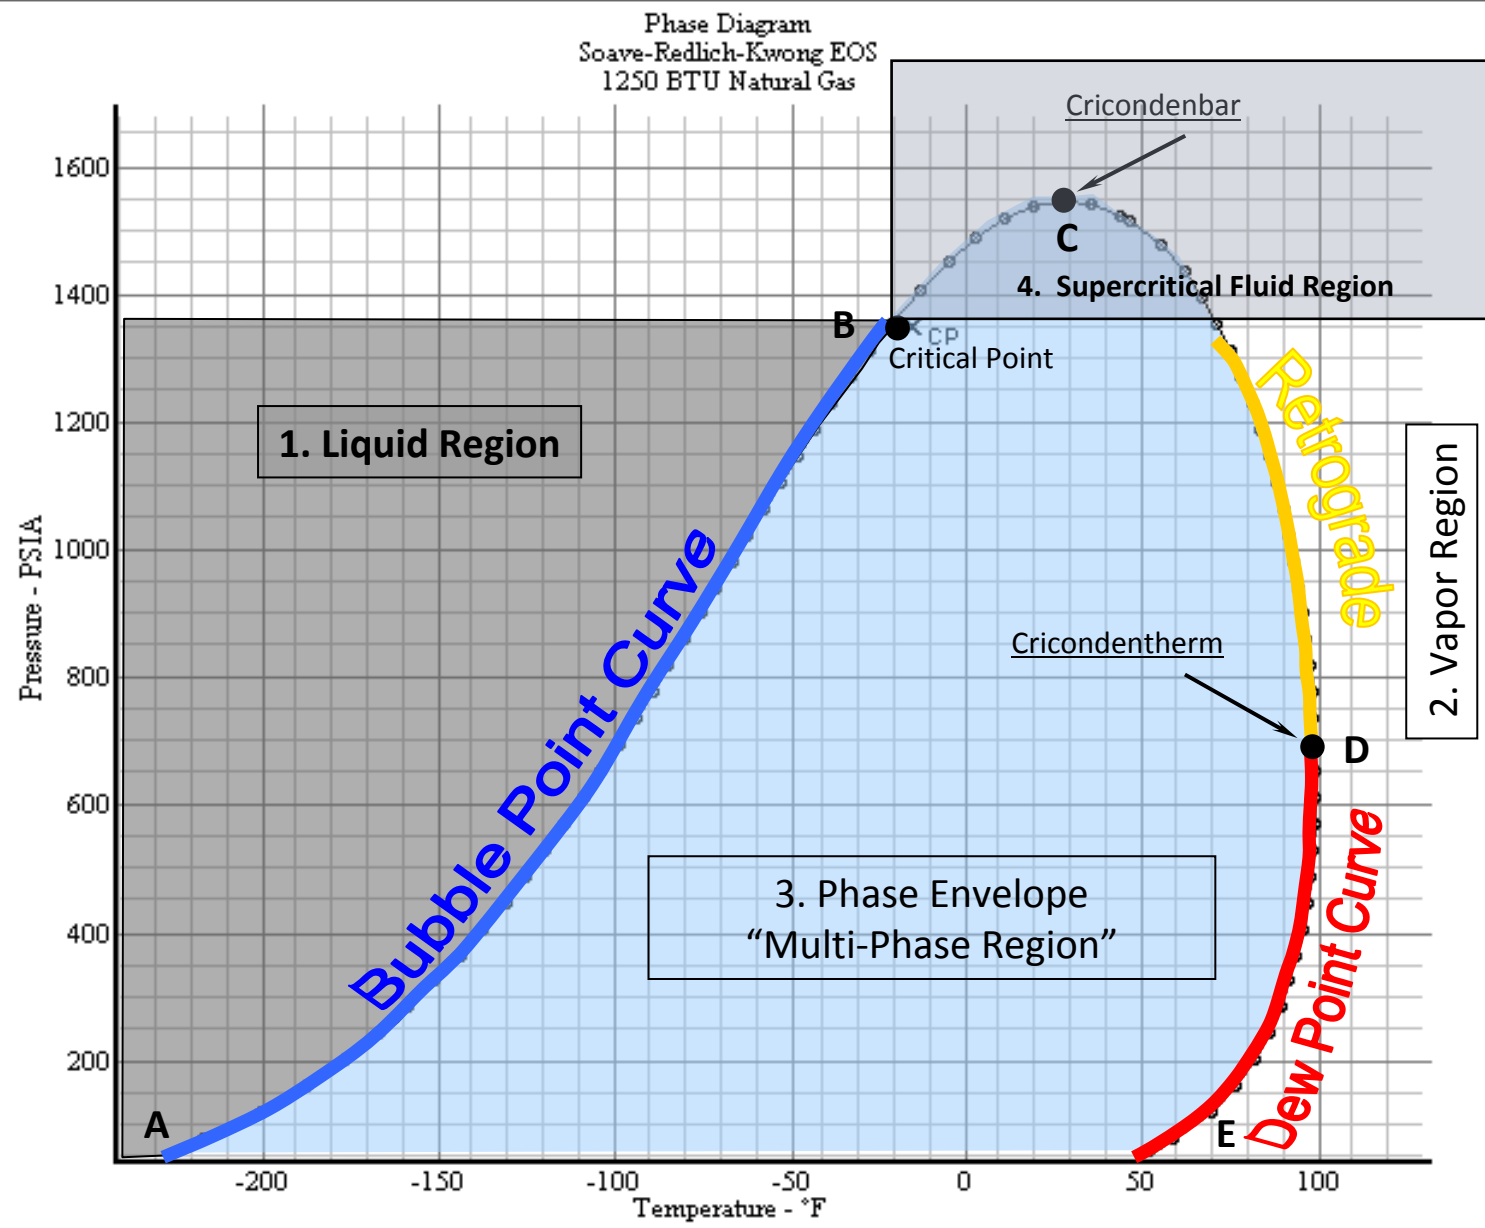 Phase Diagram
Soave-Redlich-Kwong EOS
1250 BTU Natural Gas
Cricondenbar
C
4. Supercritical Fluid Region
B
CP
Critical Point
1. Liquid Region
Retrograde
2. Vapor Region
Bubble Point Curve
Cricondentherm
D
3. Phase Envelope
“Multi-Phase Region”
Dew Point Curve
A
E
Pressure - PSIA
1600
1400
1200
1000
800
600
400
200
-200
-150
-100
-50
0
50
100
Temperature - °F